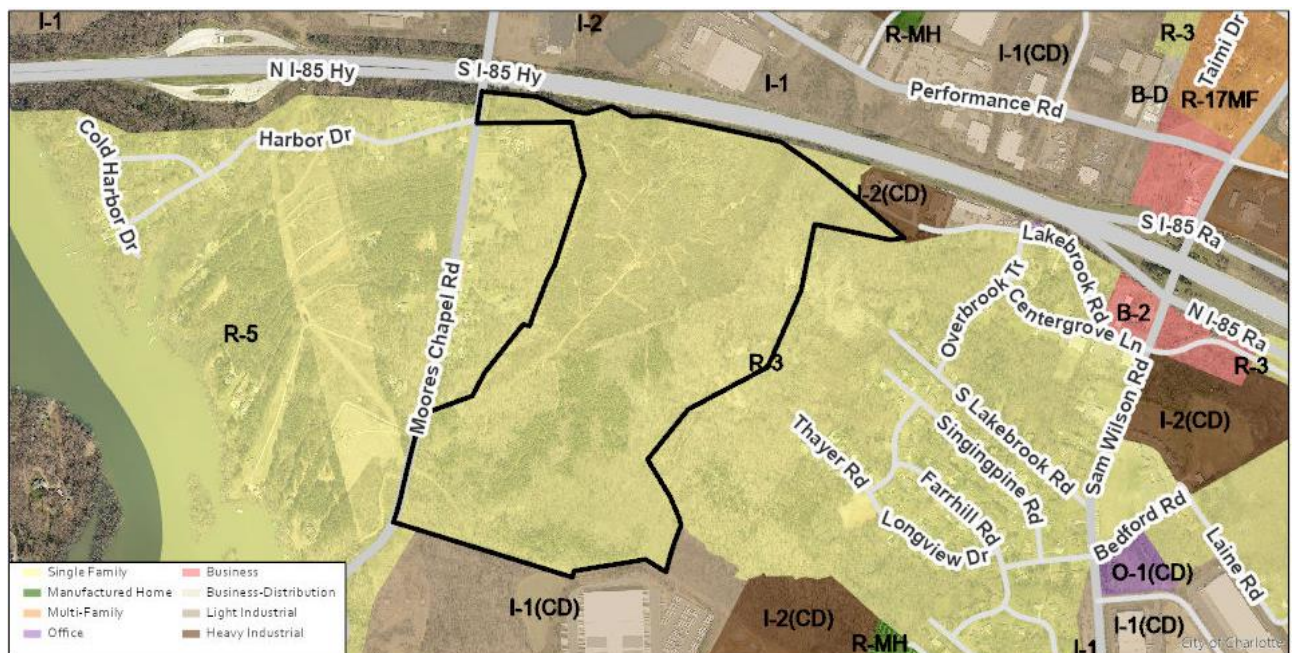 I-1
I-2
R-MH
I-1(CD)
R-3
Taimi Dr
N I-85 Hy
S I-85 Hy
I-1
Performance Rd
B-D
R-17MF
Harbor Dr
Cold Harbor Dr
I-2(CD)
S I-85 Ra
Lakebrook Rd
Overbrook Tr
Centergrove Ln
B-2
N I-85 Ra
R-5
Moores Chapel Rd
R-3
R-3
S Lakebrook Rd
Sam Wilson Rd
I-2(CD)
Singingpine Rd
Thayer Rd
Farrhill Rd
Longview Dr
Bedford Rd
Laine Rd
O-1(CD)
I-1(CD)
I-2(CD)
R-MH
I-1
I-1(CD)
Single Family
Manufactured Home
Multi-Family
Office
Business
Business-Distribution
Light Industrial
Heavy Industrial
City of Charlotte